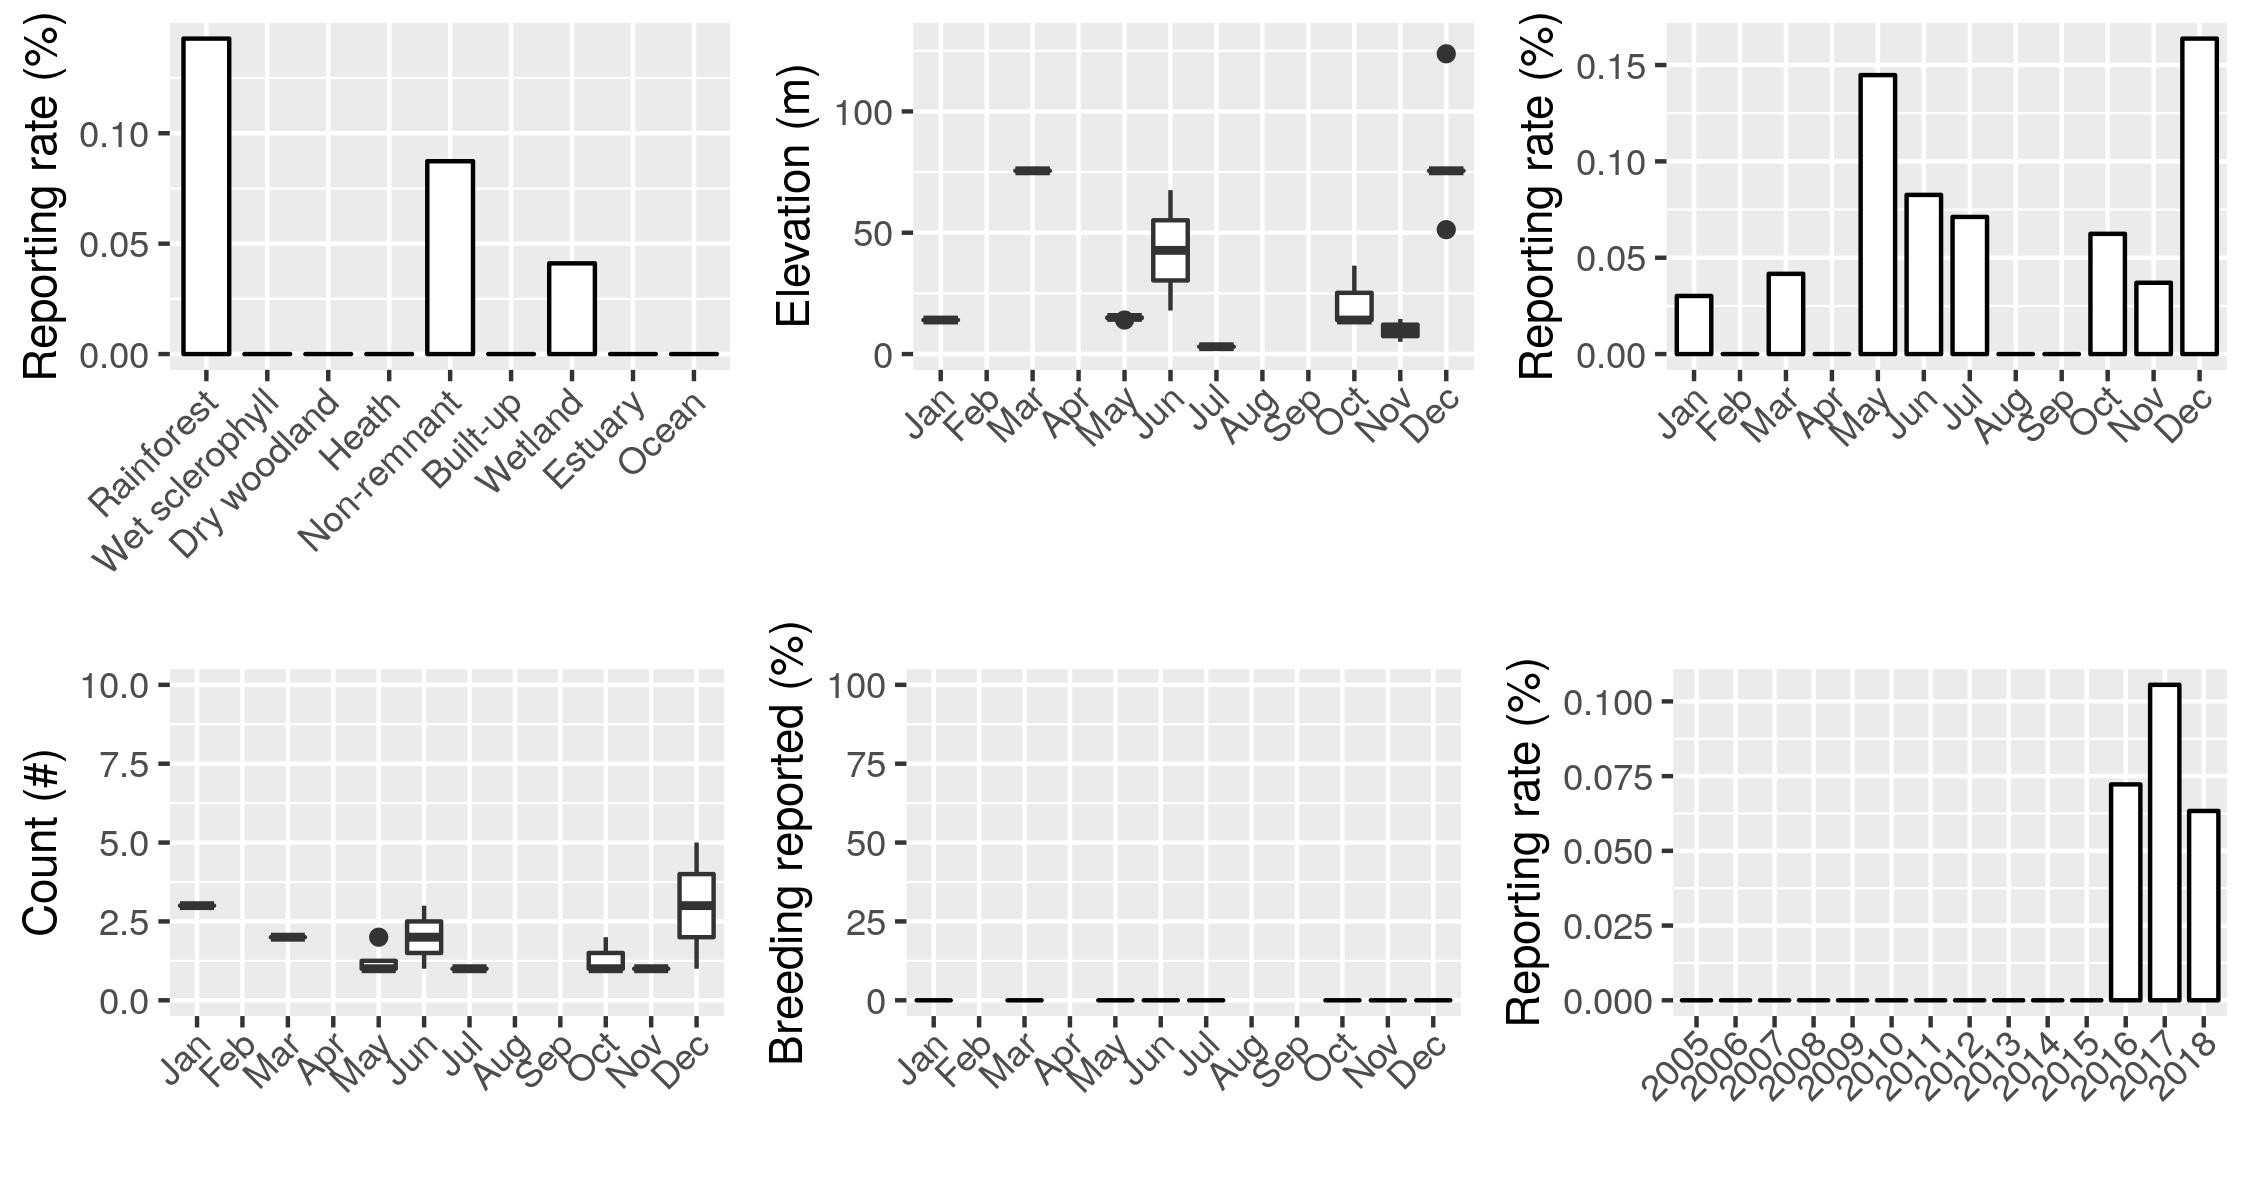 Reporting rate (%)
0.10
0.05
0.00
Rainforest
Wet sclerophyll
Dry woodland
Heath
Non-remnant
Built-up
Wetland
Estuary
Ocean
Elevation (m)
100
50
0
Jan
Feb
Mar
Apr
May
Jun
Jul
Aug
Sep
Oct
Nov
Dec
Reporting rate (%)
0.15
0.10
0.05
0.00
Jan
Feb
Mar
Apr
May
Jun
Jul
Aug
Sep
Oct
Nov
Dec
Count (#)
10.0
7.5
5.0
2.5
0.0
Jan
Feb
Mar
Apr
May
Jun
Jul
Aug
Sep
Oct
Nov
Dec
Breeding reported (%)
100
75
50
25
0
Jan
Feb
Mar
Apr
May
Jun
Jul
Aug
Sep
Oct
Nov
Dec
Reporting rate (%)
0.100
0.075
0.050
0.025
0.000
2005
2006
2007
2008
2009
2010
2011
2012
2013
2014
2015
2016
2017
2018